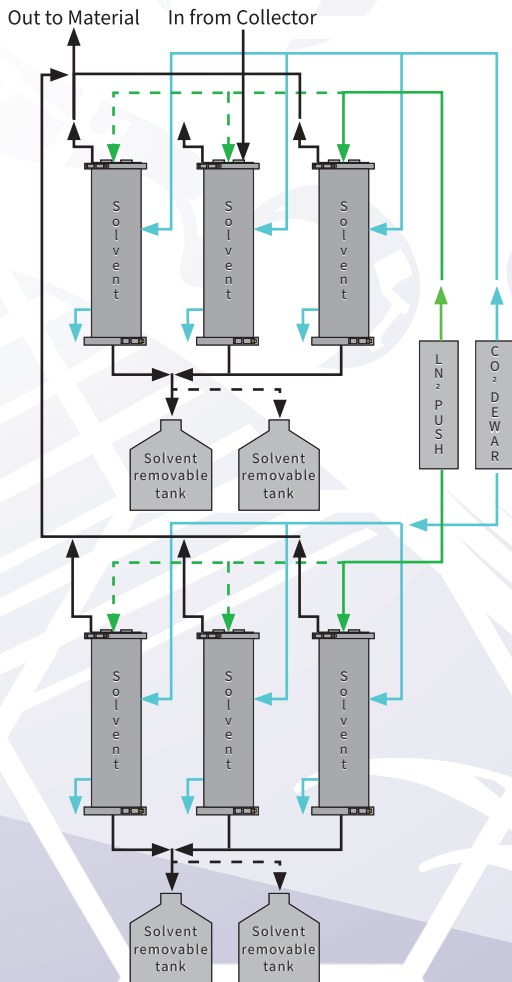 Out to Material
In from Collector
Solvent
Solvent
Solvent
LN₂ PUSH
CO₂ DEWAR
Solvent
removable
tank
Solvent
removable
tank
Solvent
Solvent
Solvent
Solvent
removable
tank
Solvent
removable
tank